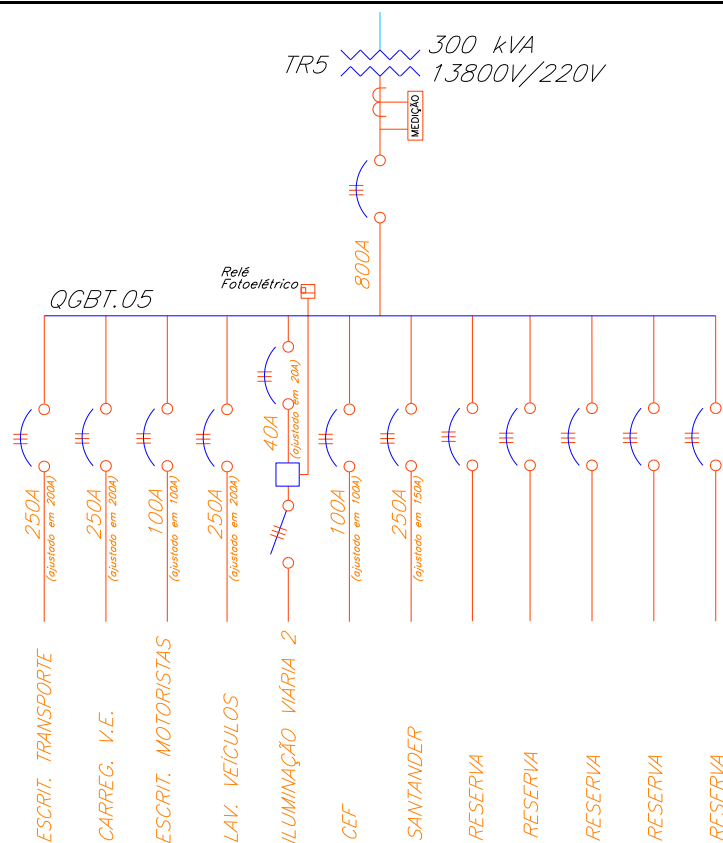 TR5
300 kVA
13800V/220V
MEDIÇÃO
800A
Relé
Fotoelétrico
QGBT.05
250A
(ajustado em 200A)
250A
(ajustado em 200A)
100A
(ajustado em 100A)
250A
(ajustado em 200A)
40A
(ajustado em 20A)
100A
(ajustado em 100A)
250A
(ajustado em 150A)
ESCRIT. TRANSPORTE
CARREG. V.E.
ESCRIT. MOTORISTAS
LAV. VEÍCULOS
ILUMINAÇÃO VIÁRIA 2
CEF
SANTANDER
RESERVA
RESERVA
RESERVA
RESERVA
RESERVA